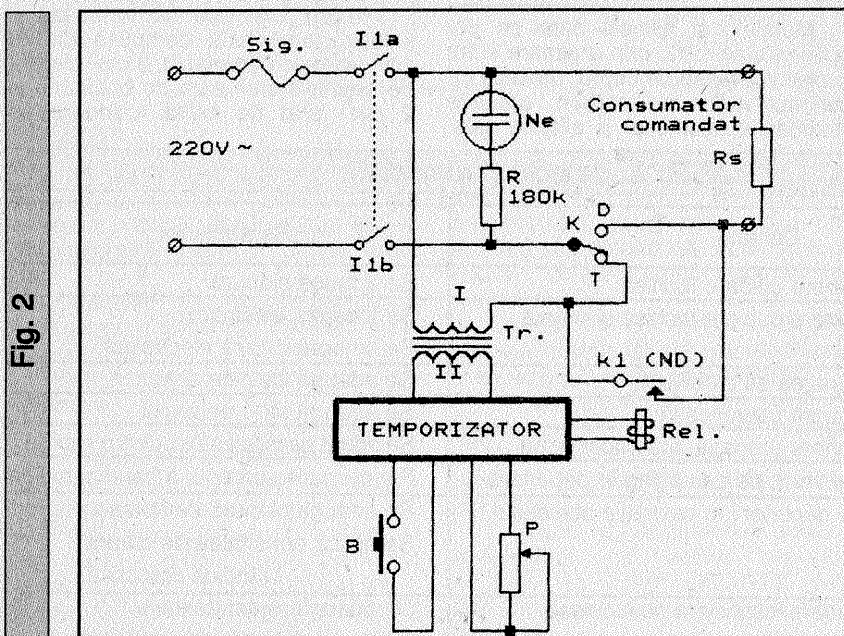 Fig. 2
Sig.
I1a
220V ~
Ne
Consumator
comandat
Rs
R
180k
K
D
T
I1b
I
Tr.
II
k1 (ND)
TEMPORIZATOR
Rel.
B
P